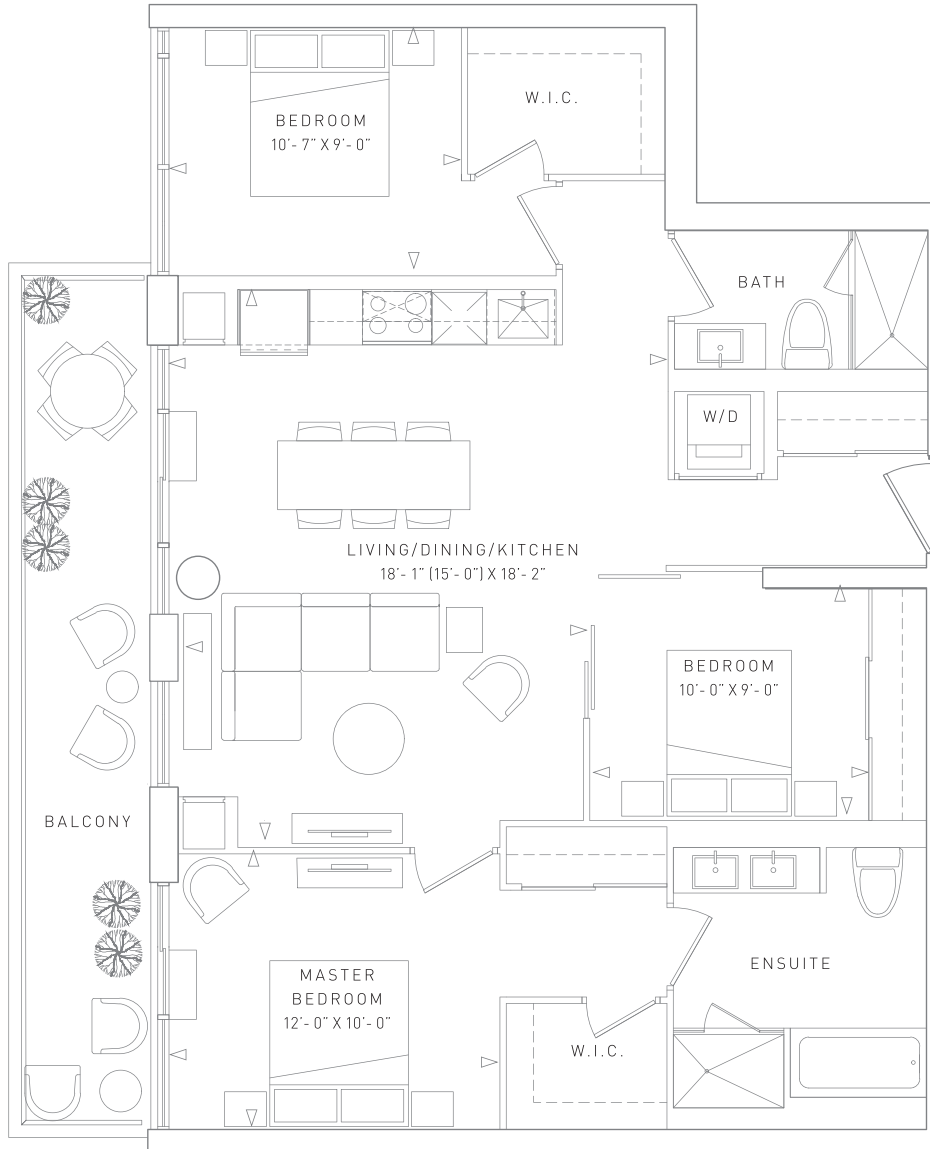 W.I.C.
BEDROOM
10'- 7" X 9'- 0"
BATH
W/D
LIVING/DINING/KITCHEN
18'- 1" (15'- 0") X 18'- 2"
BEDROOM
10'- 0" X 9'- 0"
BALCONY
ENSUITE
MASTER
BEDROOM
12'- 0" X 10'- 0"
W.I.C.